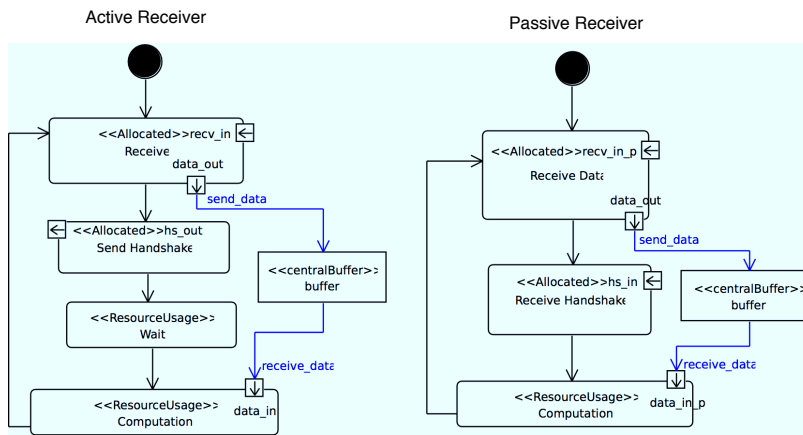 Active Receiver
<<Allocated>>recv_in
Receive
data_out
send_data
<<Allocated>>hs_out
Send Handshake
<<centralBuffer>>
buffer
<<ResourceUsage>>
Wait
receive_data
<<ResourceUsage>>
data_in
Computation
Passive Receiver
<<Allocated>>recv_in_p
Receive Data
data_out
send_data
<<Allocated>>hs_in
Receive Handshake
<<centralBuffer>>
buffer
receive_data
<<ResourceUsage>>
data_in_p
Computation